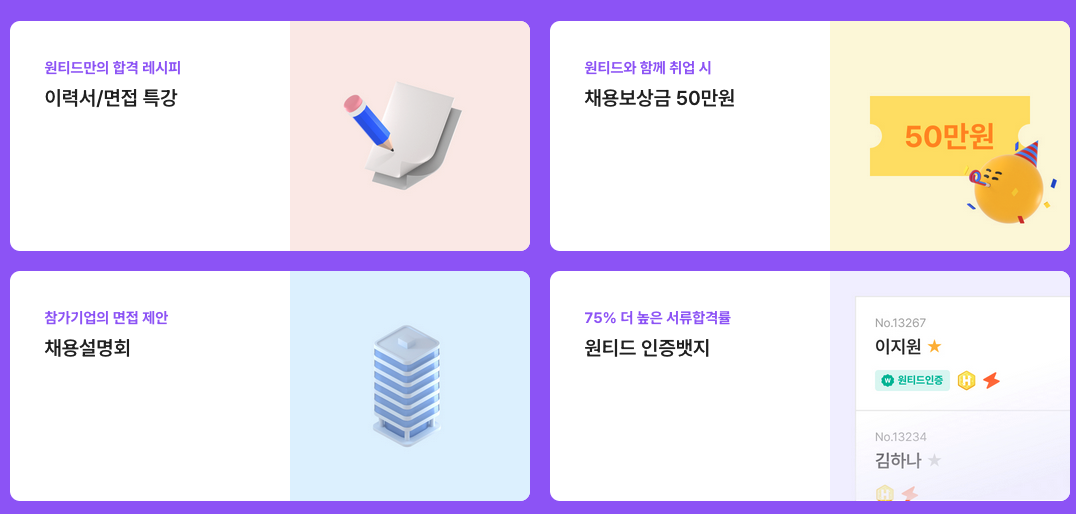 원티드만의 합격 레시피
이력서/면접 특강
원티드와 함께 취업 시
채용보상금 50만원
50만원
참가기업의 면접 제안
채용설명회
75% 더 높은 서류합격률
원티드 인증뱃지
No.13267
이지원
원티드인증
No.13234
김하나